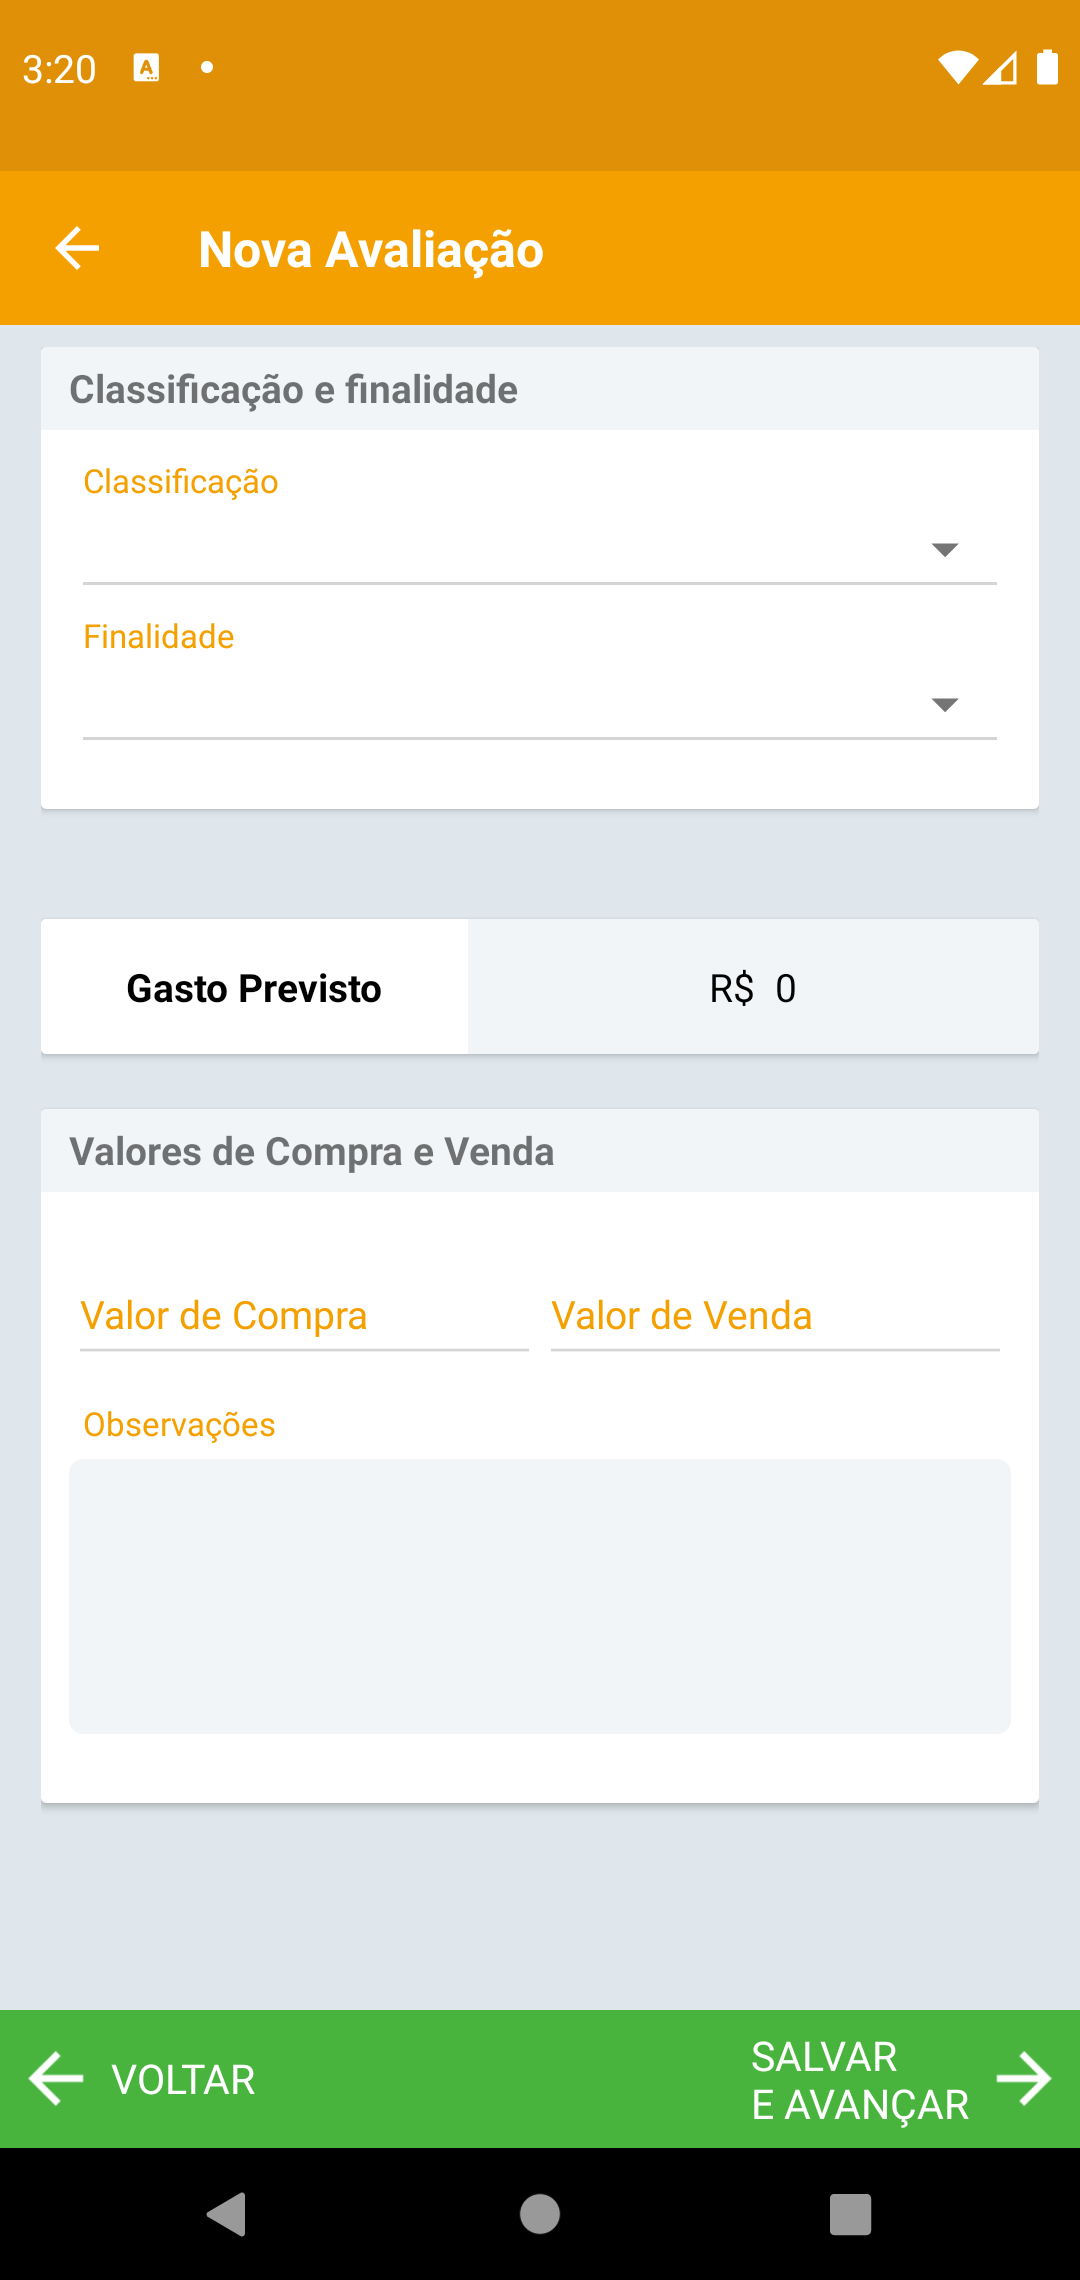 3:20
Nova Avaliação
Classificação e finalidade
Classificação
Finalidade
Gasto Previsto
R$ 0
Valores de Compra e Venda
Valor de Compra
Valor de Venda
Observações
VOLTAR
SALVAR
E AVANÇAR